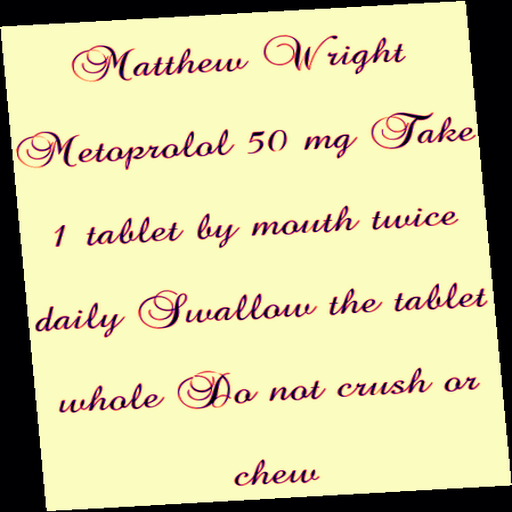 Matthew Wright
Metoprolol 50 mg Take
1 tablet by mouth twice
daily Swallow the tablet
whole Do not crush or
chew